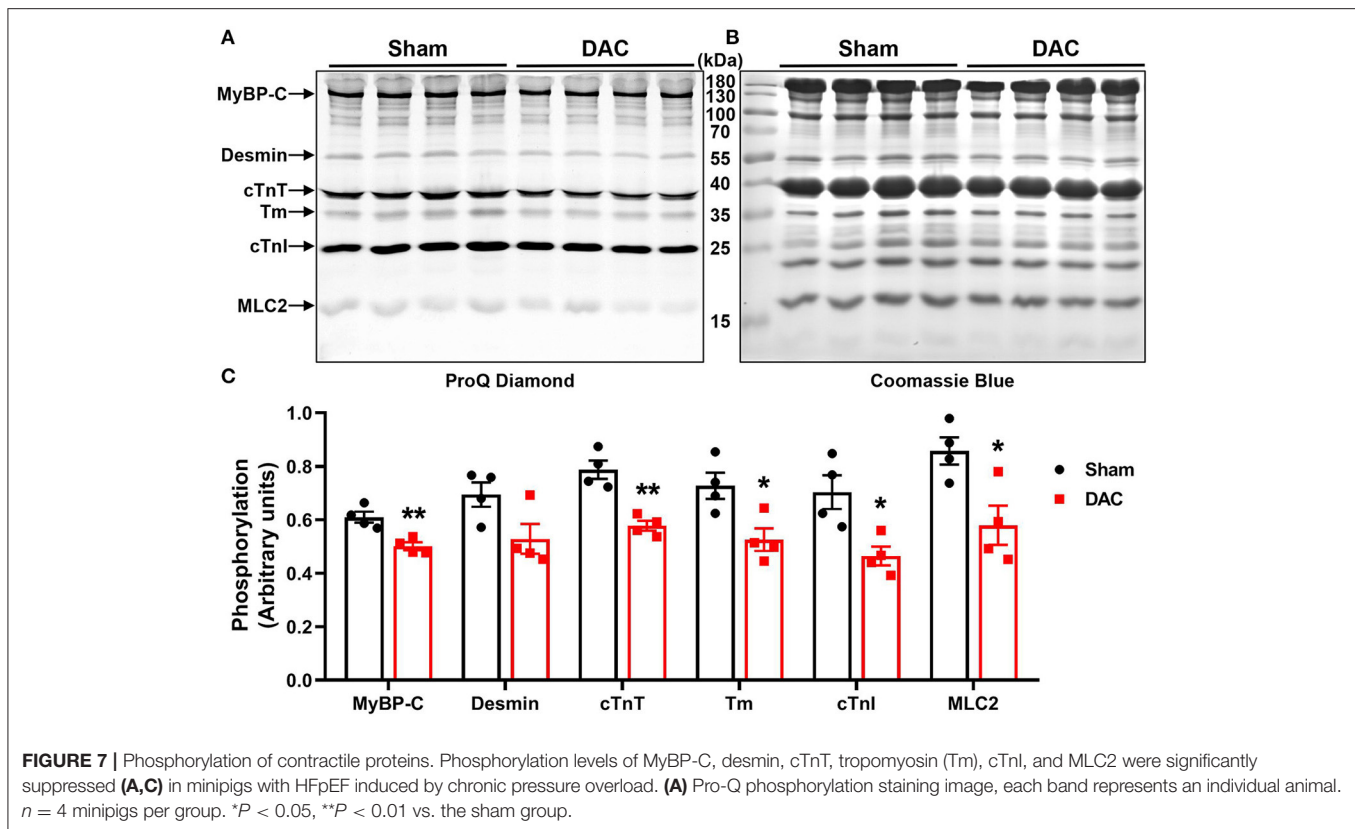 A
Sham DAC
MyBP-C
Desmin
cTnT
Tm
cTnI
MLC2
ProQ Diamond
B
(kDa)
Sham DAC
180
130
100
70
55
40
35
25
15
Coomassie Blue
C
Phosphorylation
(Arbitrary units)
1.0
0.8
0.6
0.4
0.2
0.0
** ** * * *
Sham
DAC
MyBP-C Desmin cTnT Tm cTnI MLC2
FIGURE 7 | Phosphorylation of contractile proteins. Phosphorylation levels of MyBP-C, desmin, cTnT, tropomyosin (Tm), cTnI, and MLC2 were significantly
suppressed (A,C) in minipigs with HFpEF induced by chronic pressure overload. (A) Pro-Q phosphorylation staining image, each band represents an individual animal.
n = 4 minipigs per group. *P < 0.05, **P < 0.01 vs. the sham group.